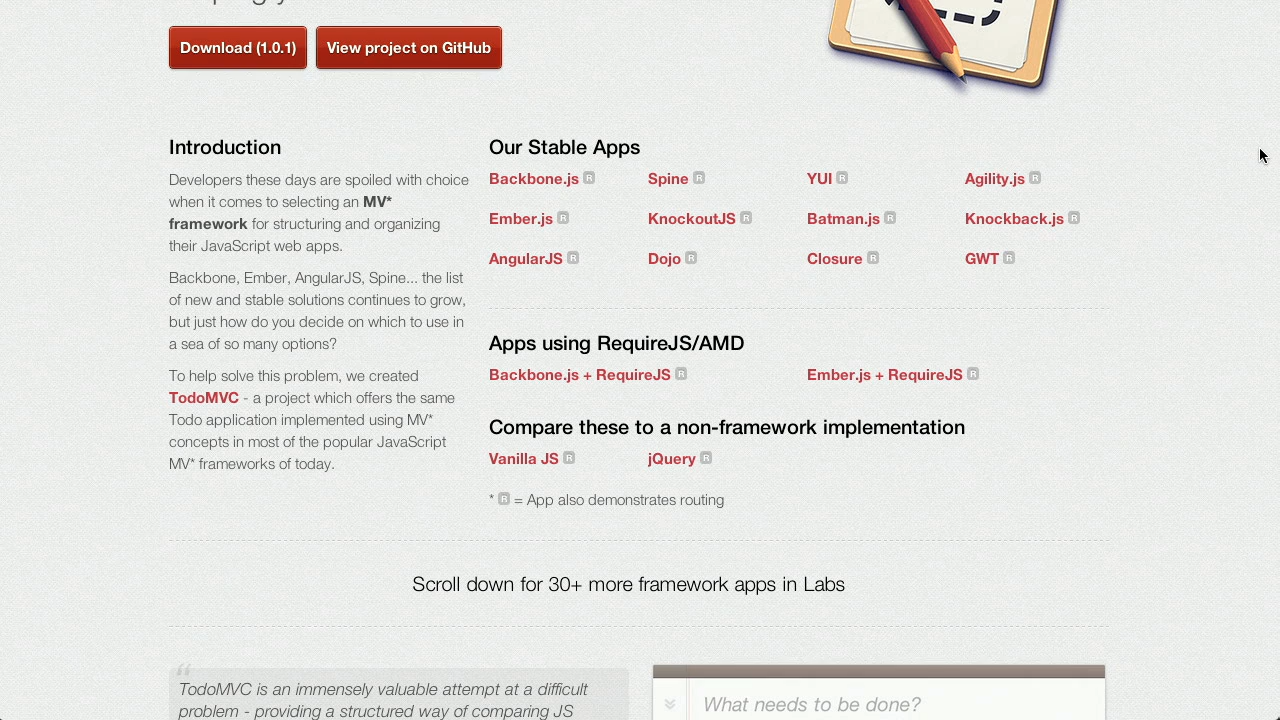 Download (1.0.1) View project on GitHub
Introduction
Developers these days are spoiled with choice
when it comes to selecting an MV*
framework for structuring and organizing
their JavaScript web apps.
Backbone, Ember, AngularJS, Spine... the list
of new and stable solutions continues to grow,
but just how do you decide on which to use in
a sea of so many options?
To help solve this problem, we created
TodoMVC - a project which offers the same
Todo application implemented using MV*
concepts in most of the popular JavaScript
MV* frameworks of today.
Our Stable Apps
Backbone.js R Spine R YUI R Agility.js R
Ember.js R KnockoutJS R Batman.js R Knockback.js R
AngularJS R Dojo R Closure R GWT R
Apps using RequireJS/AMD
Backbone.js + RequireJS R Ember.js + RequireJS R
Compare these to a non-framework implementation
Vanilla JS R jQuery R
* R = App also demonstrates routing
Scroll down for 30+ more framework apps in Labs
“
TodoMVC is an immensely valuable attempt at a difficult
problem - providing a structured way of comparing JS
What needs to be done?